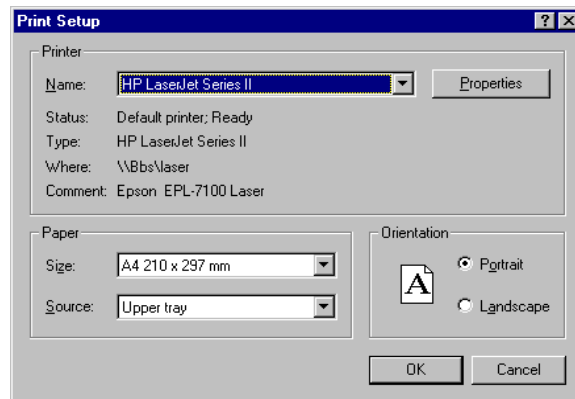 Print Setup
Printer
Name: HP LaserJet Series II Properties
Status: Default printer; Ready
Type: HP LaserJet Series II
Where: \\Bbs\laser
Comment: Epson EPL-7100 Laser
Paper
Size: A4 210 x 297 mm
Source: Upper tray
Orientation
A
Portrait
Landscape
OK Cancel